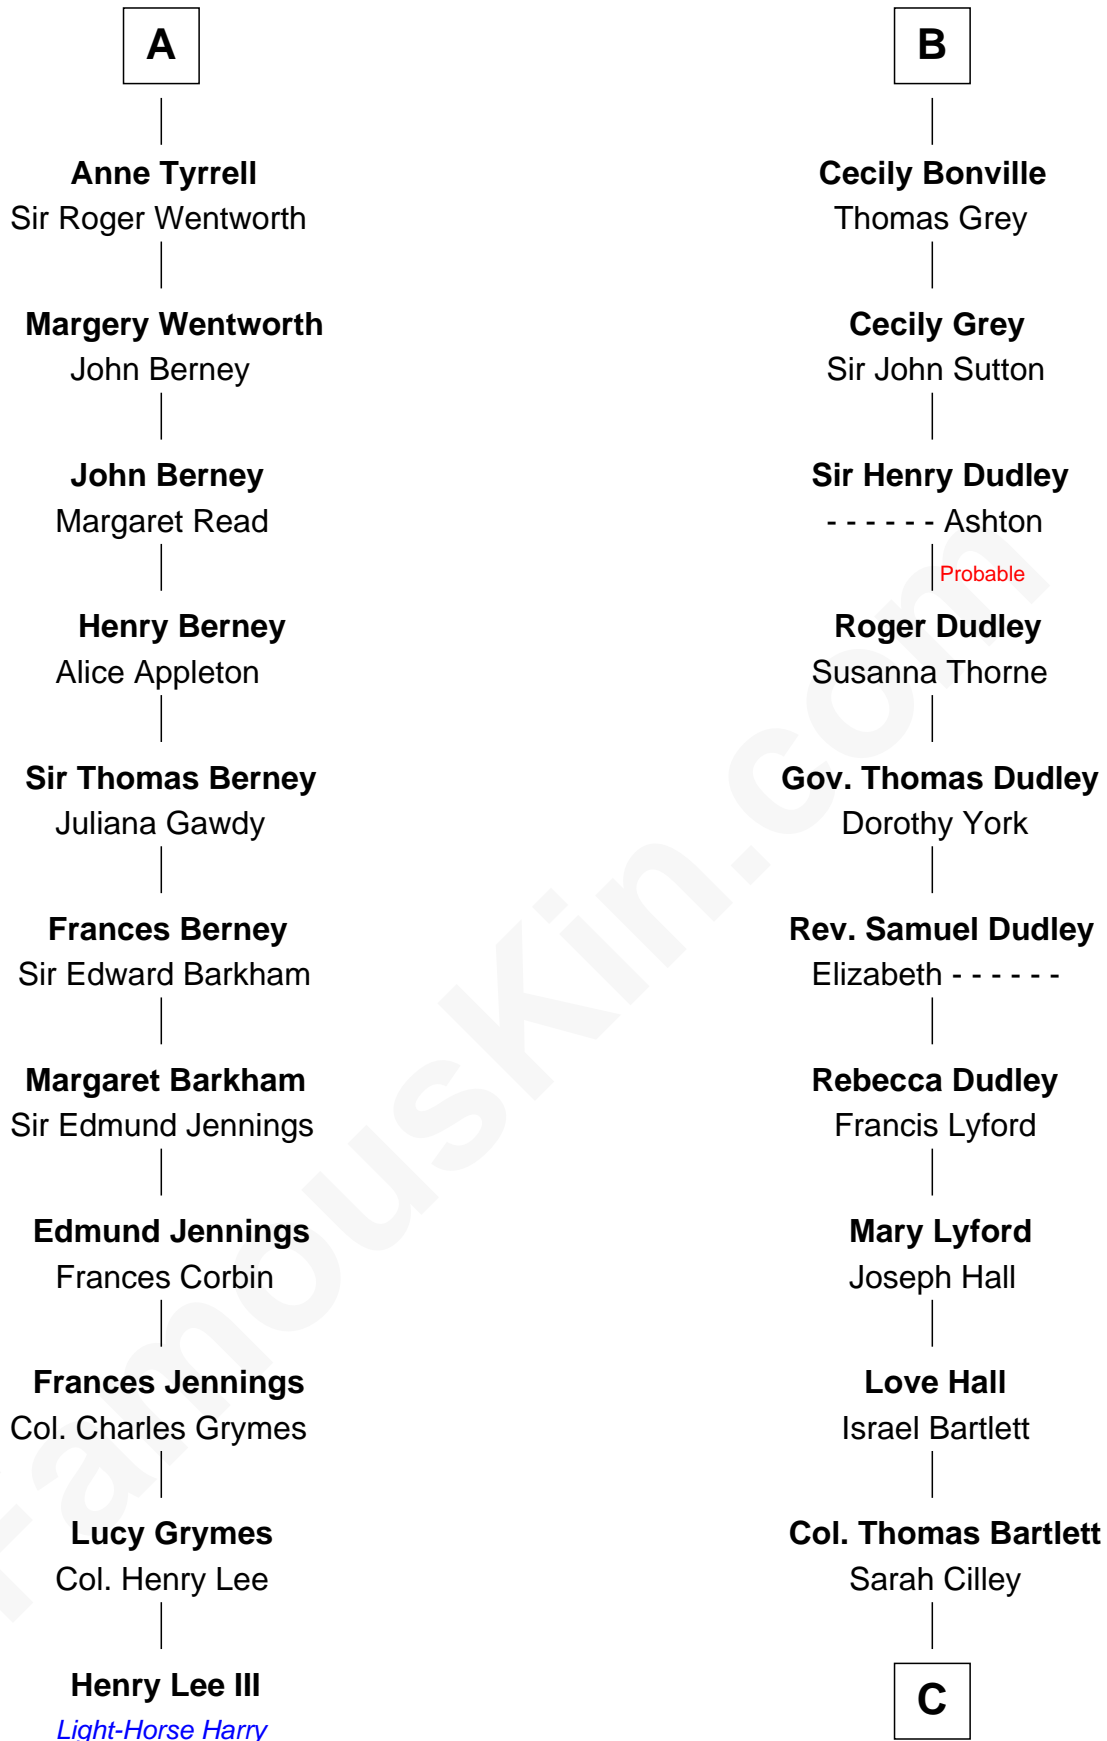 A
Anne Tyrrell
Sir Roger Wentworth
Margery Wentworth
John Berney
John Berney
Margaret Read
Henry Berney
Alice Appleton
Sir Thomas Berney
Juliana Gawdy
Frances Berney
Sir Edward Barkham
Margaret Barkham
Sir Edmund Jennings
Edmund Jennings
Frances Corbin
Frances Jennings
Col. Charles Grymes
Lucy Grymes
Col. Henry Lee
Henry Lee III
Light-Horse Harry
B
Cecily Bonville
Thomas Grey
Cecily Grey
Sir John Sutton
Sir Henry Dudley
- - - - - - Ashton
Probable
Roger Dudley
Susanna Thorne
Gov. Thomas Dudley
Dorothy York
Rev. Samuel Dudley
Elizabeth - - - - - -
Rebecca Dudley
Francis Lyford
Mary Lyford
Joseph Hall
Love Hall
Israel Bartlett
Col. Thomas Bartlett
Sarah Cilley
C
FamousKin.com